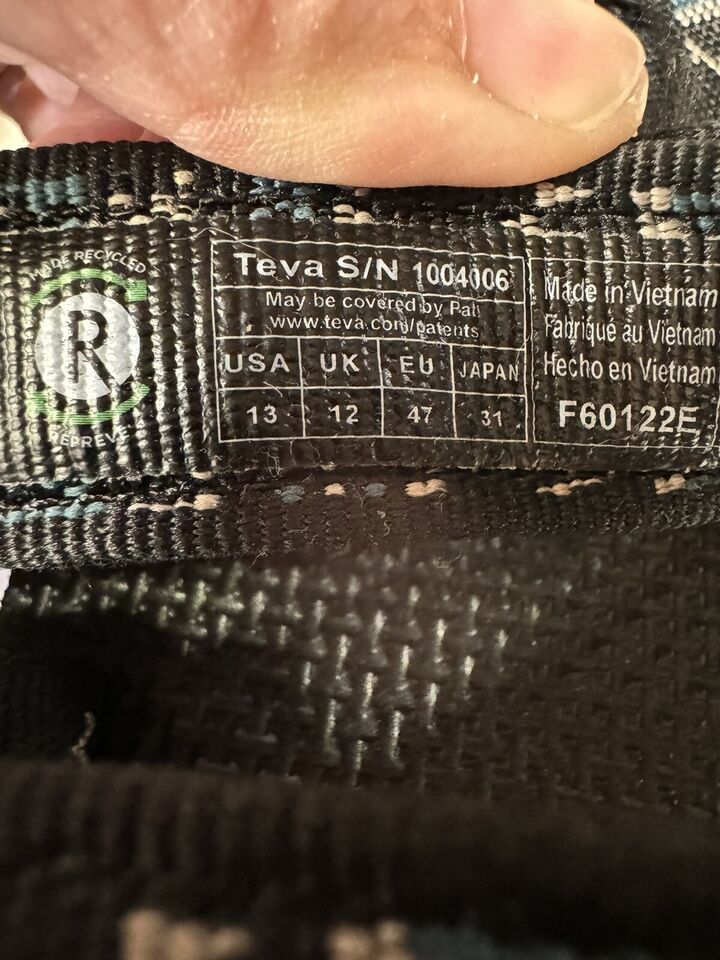 MADE RECYCLED
R
REPREVE
Teva S/N 1004006
May be covered by Pat.
www.teva.com/patents
USA UK EU JAPAN
13 12 47 31
Made in Vietnam
Fabriqué au Vietnam
Hecho en Vietnam
F60122E